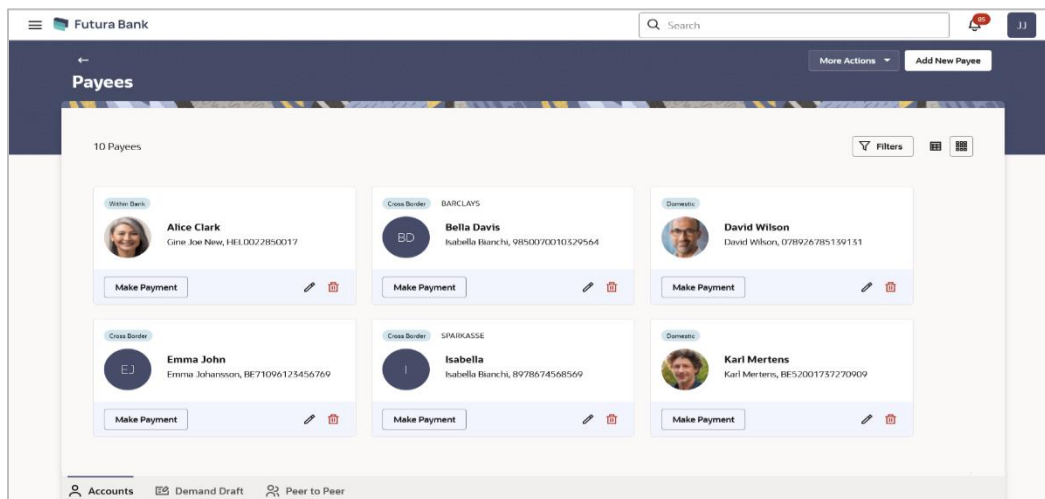 Futura Bank
Search
85
JJ
Payees
More Actions
Add New Payee
10 Payees
Filters
Within Bank
Alice Clark
Gine Joe New, HEL0022850017
Make Payment
Cross Border BARCLAYS
BD
Bella Davis
Isabella Bianchi, 9850070010329564
Make Payment
Domestic
David Wilson
David Wilson, 078926785139131
Make Payment
Cross Border
EJ
Emma John
Emma Johansson, BE71096123456769
Make Payment
Cross Border SPARKASSE
I
Isabella
Isabella Bianchi, 8978674568569
Make Payment
Domestic
Karl Mertens
Karl Mertens, BE52001737270909
Make Payment
Accounts Demand Draft Peer to Peer